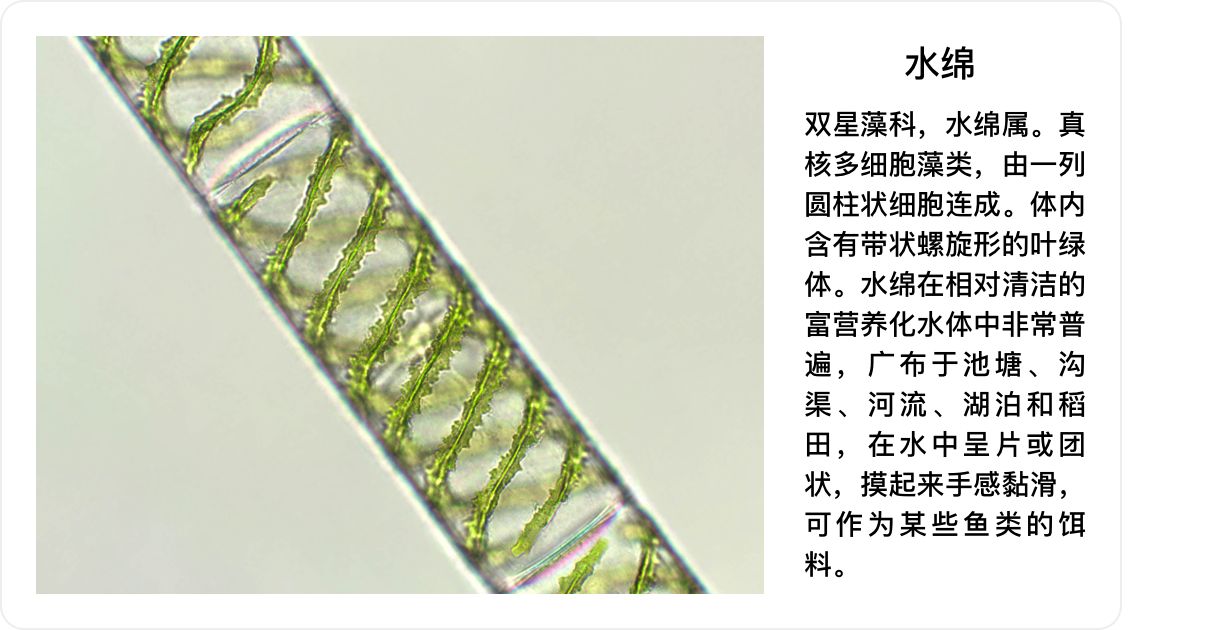 水绵
双星藻科，水绵属。真
核多细胞藻类，由一列
圆柱状细胞连成。体内
含有带状螺旋形的叶绿
体。水绵在相对清洁的
富营养化水体中非常普
遍，广布于池塘、沟
渠、河流、湖泊和稻
田，在水中呈片或团
状，摸起来手感黏滑，
可作为某些鱼类的饵
料。